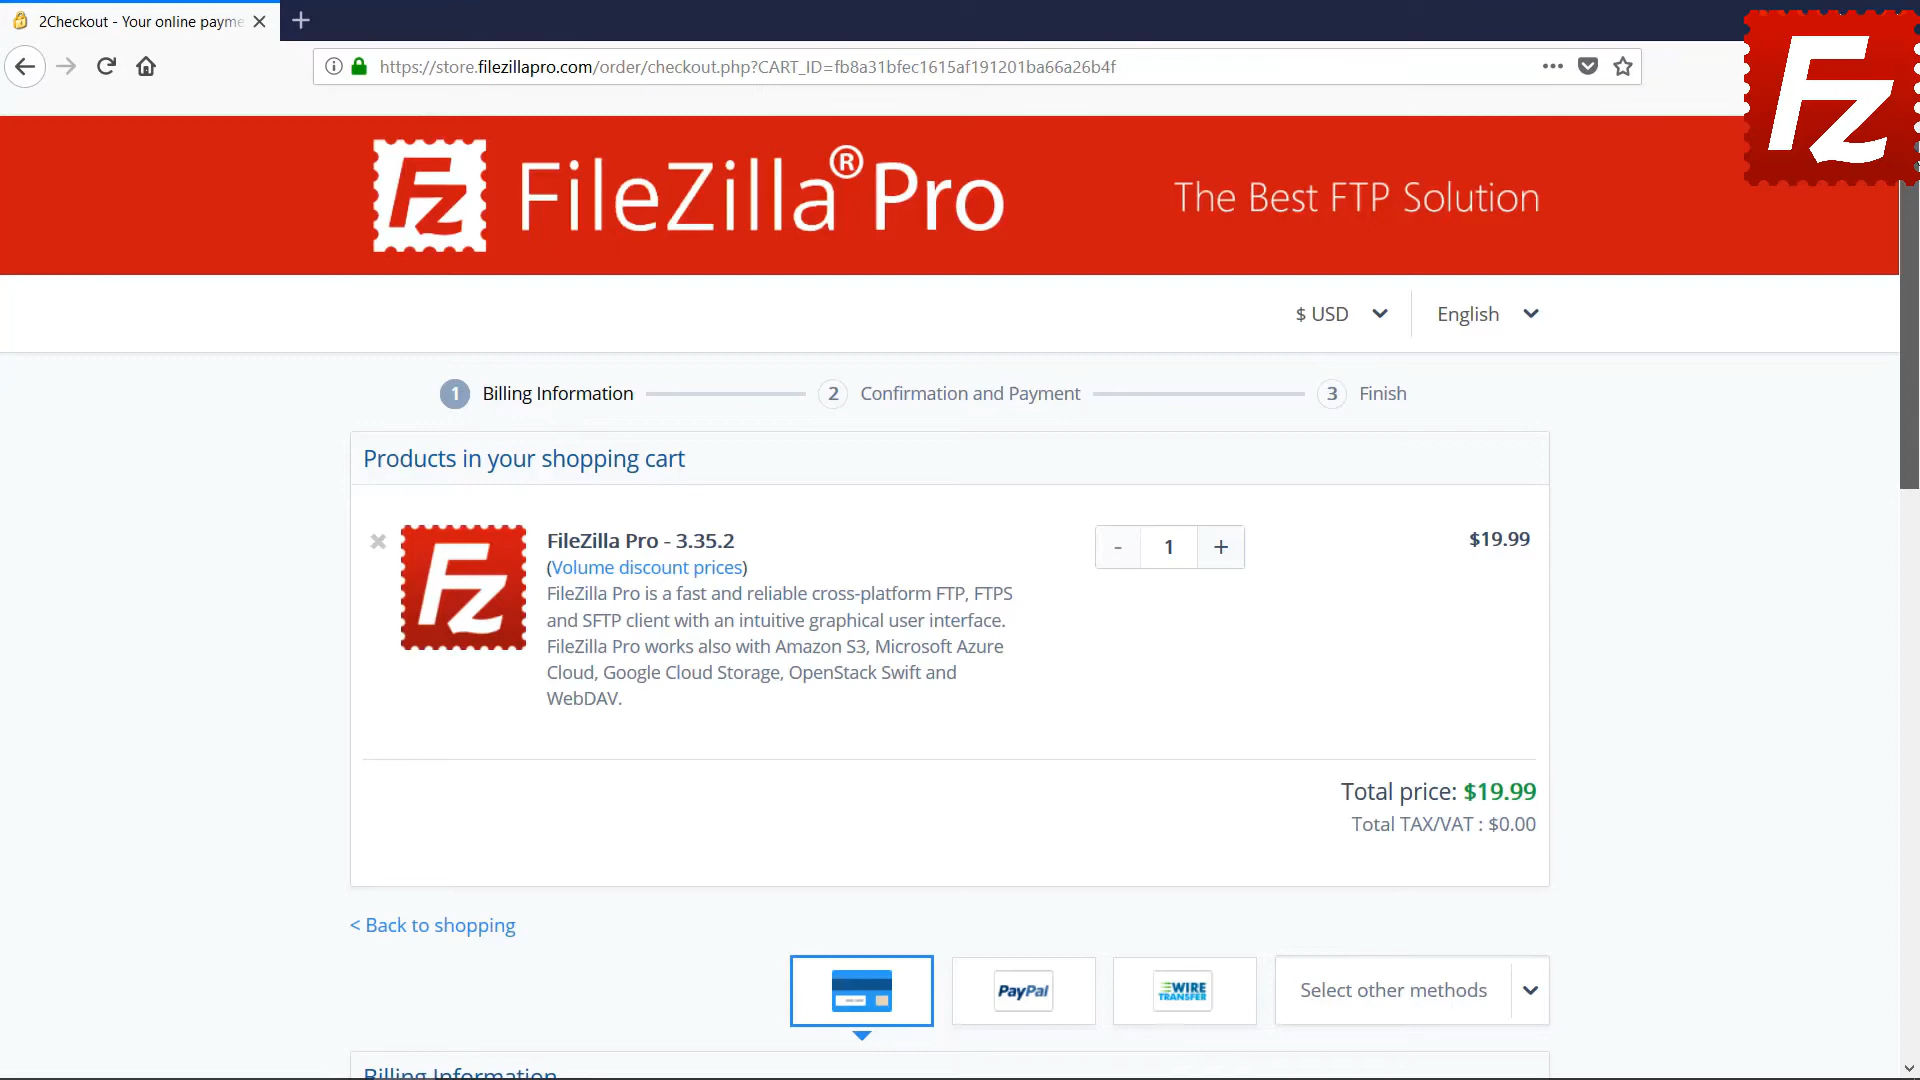 2Checkout - Your online payme
https://store.filezillapro.com/order/checkout.php?CART_ID=fb8a31bfec1615af191201ba66a26b4f
Fz
Fz FileZilla® Pro
The Best FTP Solution
$ USD
English
1 Billing Information
2 Confirmation and Payment
3 Finish
Products in your shopping cart
Fz
FileZilla Pro - 3.35.2
(Volume discount prices)
FileZilla Pro is a fast and reliable cross-platform FTP, FTPS
and SFTP client with an intuitive graphical user interface.
FileZilla Pro works also with Amazon S3, Microsoft Azure
Cloud, Google Cloud Storage, OpenStack Swift and
WebDAV.
- 1 +
$19.99
Total price: $19.99
Total TAX/VAT : $0.00
< Back to shopping
PayPal
WIRE
TRANSFER
Select other methods
Billing Information